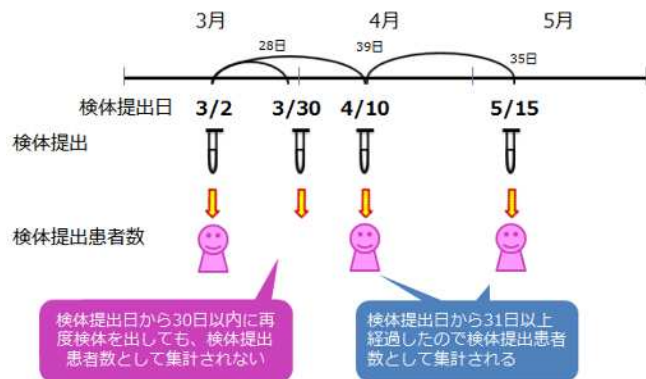 3月 4月 5月
28日 39日 35日
検体提出日 3/2 3/30 4/10 5/15
検体提出
検体提出患者数
検体提出日から30日以内に再
度検体を出しても、検体提出
患者数として集計されない
検体提出日から31日以上
経過したので検体提出患者
数として集計される